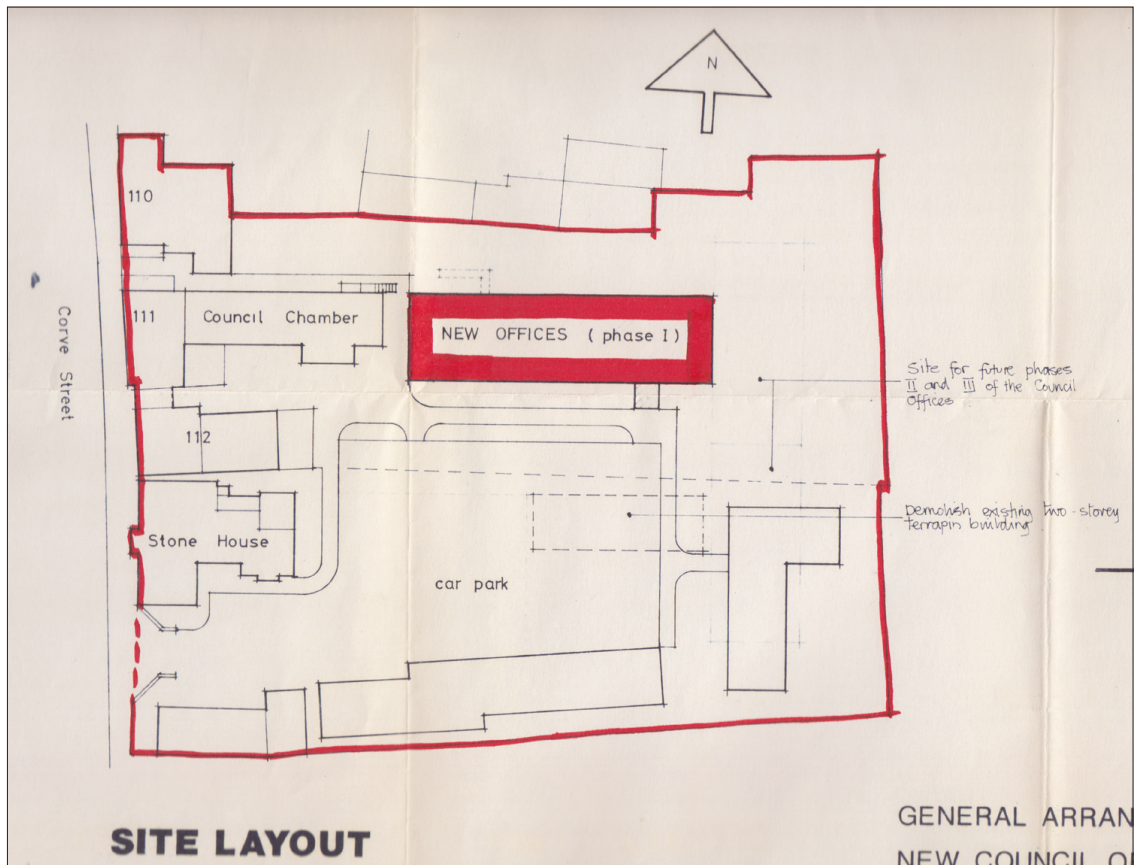 N
110
111
Council Chamber
NEW OFFICES ( phase I )
Corve Street
Site for future phases
II and III of the Council
Offices
112
Demolish existing two-storey
terrapin building
Stone House
car park
SITE LAYOUT
GENERAL ARRAN
NEW COUNCIL O